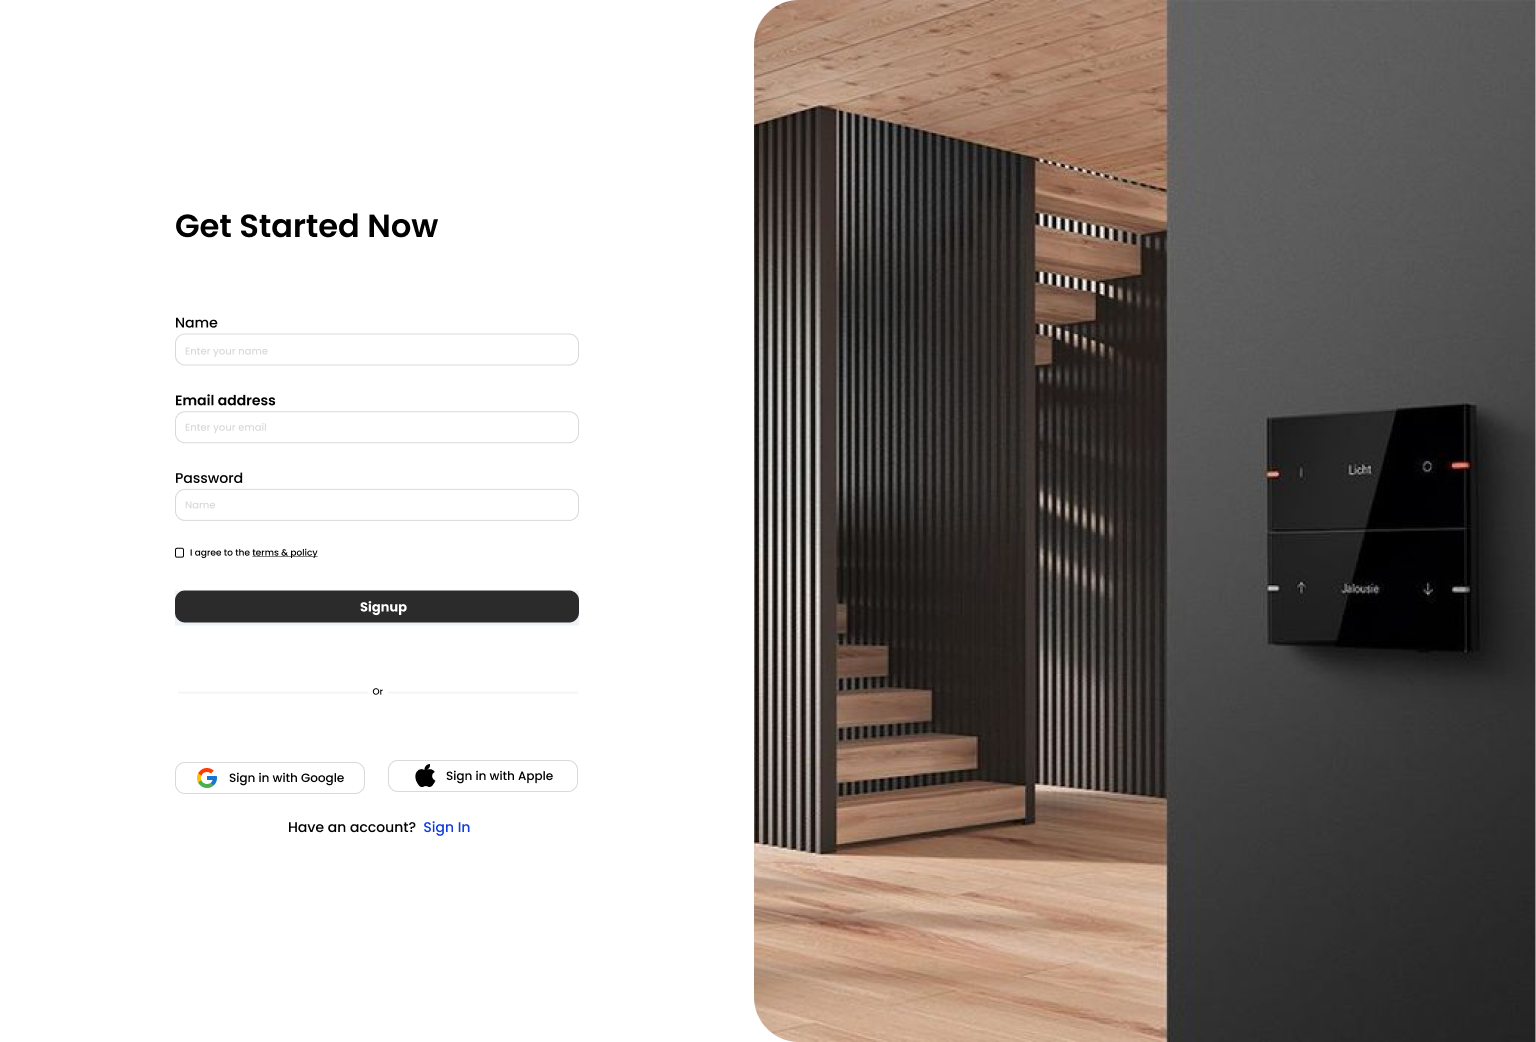 Get Started Now
Name
Enter your name
Email address
Enter your email
Password
Name
I agree to the terms & policy
Signup
Or
Sign in with Google
Sign in with Apple
Have an account? Sign In
| Licht O
↑ Jalousie ↓